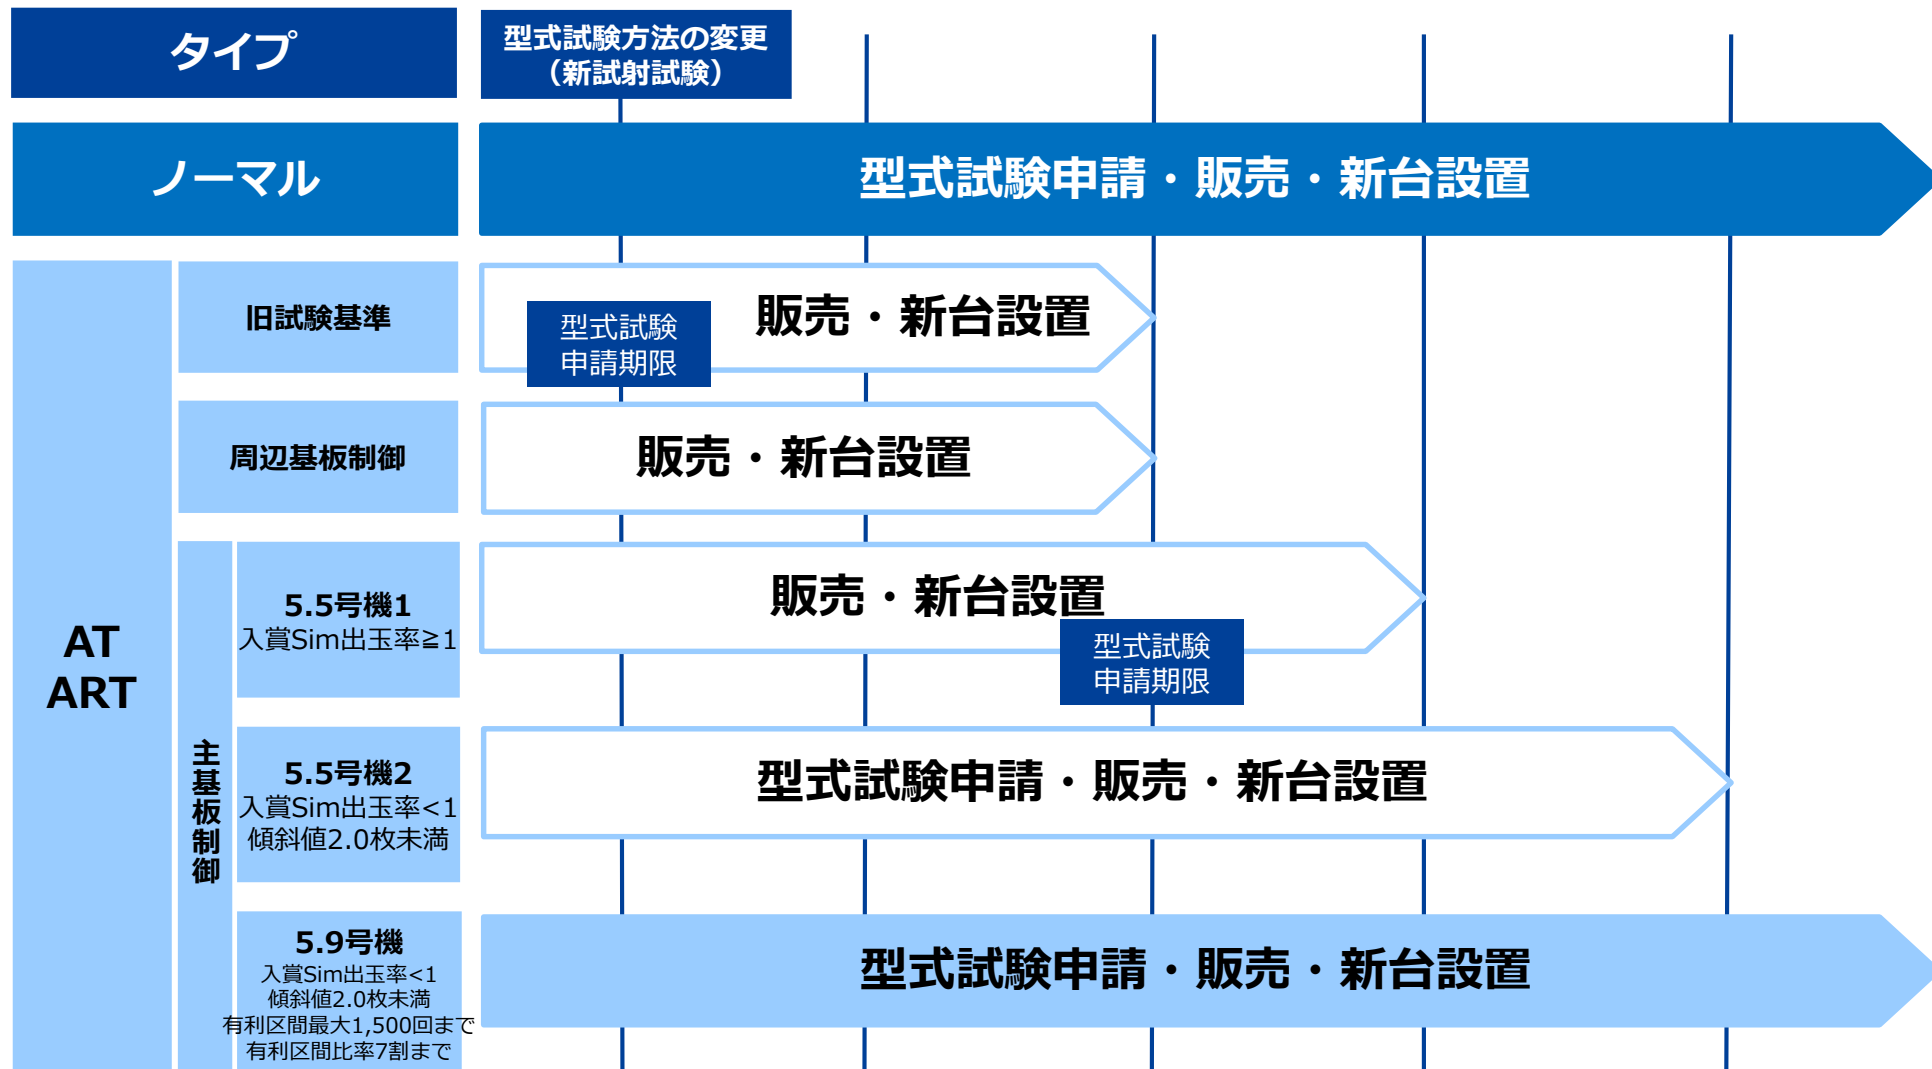 タイプ
型式試験方法の変更
（新試射試験）
ノーマル
型式試験申請・販売・新台設置
AT
ART
旧試験基準
販売・新台設置
型式試験
申請期限
周辺基板制御
販売・新台設置
主基板制御
5.5号機1
入賞Sim出玉率≧1
販売・新台設置
型式試験
申請期限
5.5号機2
入賞Sim出玉率<1
傾斜値2.0枚未満
型式試験申請・販売・新台設置
5.9号機
入賞Sim出玉率<1
傾斜値2.0枚未満
有利区間最大1,500回まで
有利区間比率7割まで
型式試験申請・販売・新台設置